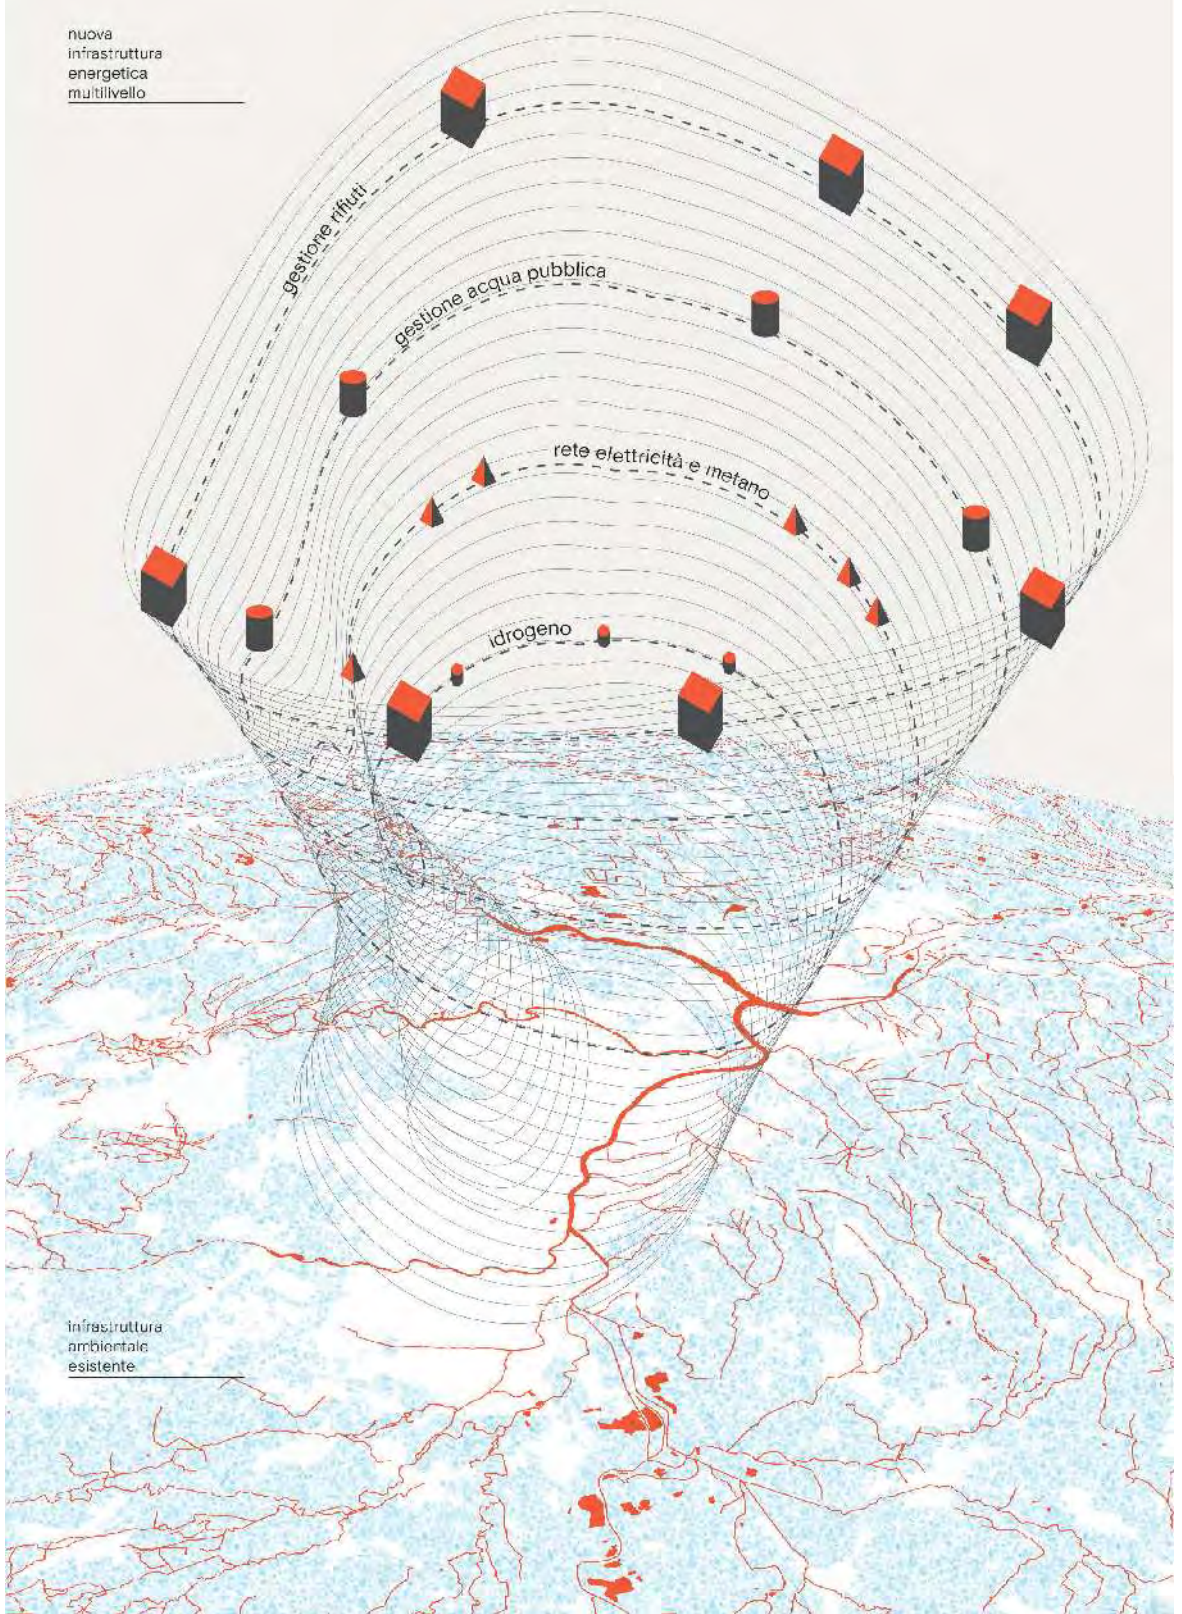 nuova
infrastruttura
energetica
multilivello
gestione rifiuti
gestione acqua pubblica
rete elettricità e metano
idrogeno
infrastruttura
ambientale
esistente